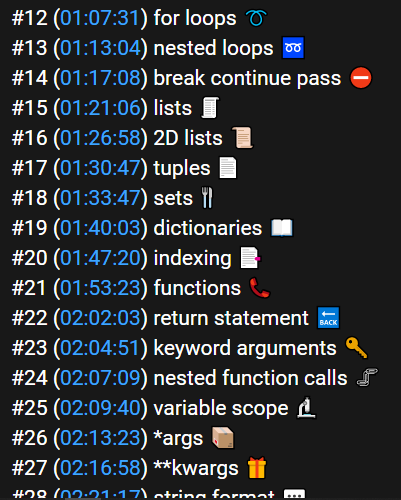 #12 (01:07:31) for loops ➰
#13 (01:13:04) nested loops ➿
#14 (01:17:08) break continue pass ⛔
#15 (01:21:06) lists 🧾
#16 (01:26:58) 2D lists 📜
#17 (01:30:47) tuples 📄
#18 (01:33:47) sets 🍴
#19 (01:40:03) dictionaries 📖
#20 (01:47:20) indexing 📑
#21 (01:53:23) functions 📞
#22 (02:02:03) return statement 🔙
#23 (02:04:51) keyword arguments 🔑
#24 (02:07:09) nested function calls 🖇
#25 (02:09:40) variable scope 🔬
#26 (02:13:23) *args 📦
#27 (02:16:58) **kwargs 🎁
#28 (02:21:17) string format 💬